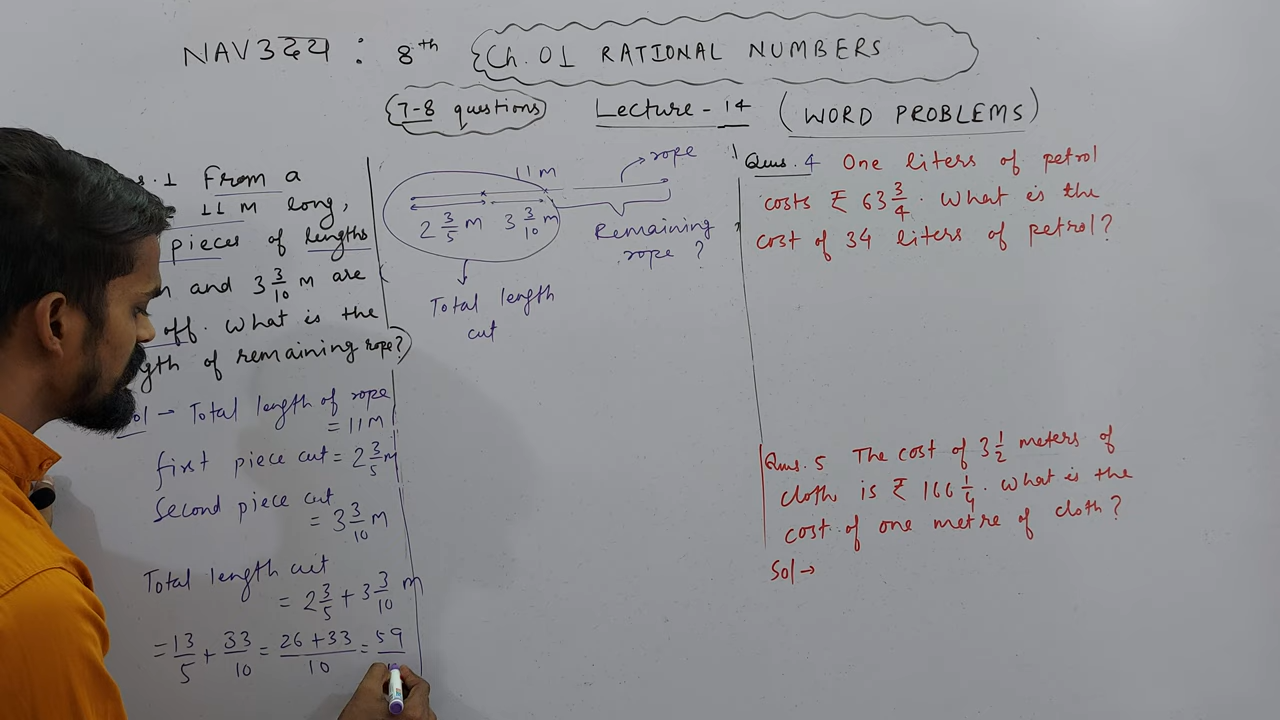 NAV3224 : 8th Ch. 01 RATIONAL NUMBERS
7-8 questions Lecture - 14 (WORD PROBLEMS)
From a
11 m long,
pieces of lengths
and 3 3/10 m are
off. What is the
of remaining rope?
→ Total length of rope
= 11 m
first piece cut = 2 3/5 m
Second piece cut
= 3 3/10 m
Total length cut
= 2 3/5 + 3 3/10 m
= 13/5 + 33/10 = (26 + 33)/10 = 59/
11 m
rope
2 3/5 m 3 3/10 m
Remaining
rope ?
Total length
cut
Ques. 4 One liters of petrol
costs ₹ 63 3/4. What is the
cost of 34 liters of petrol?
Ques. 5 The cost of 3 1/2 meters of
cloth is ₹ 166 1/4. What is the
cost of one metre of cloth?
Sol →